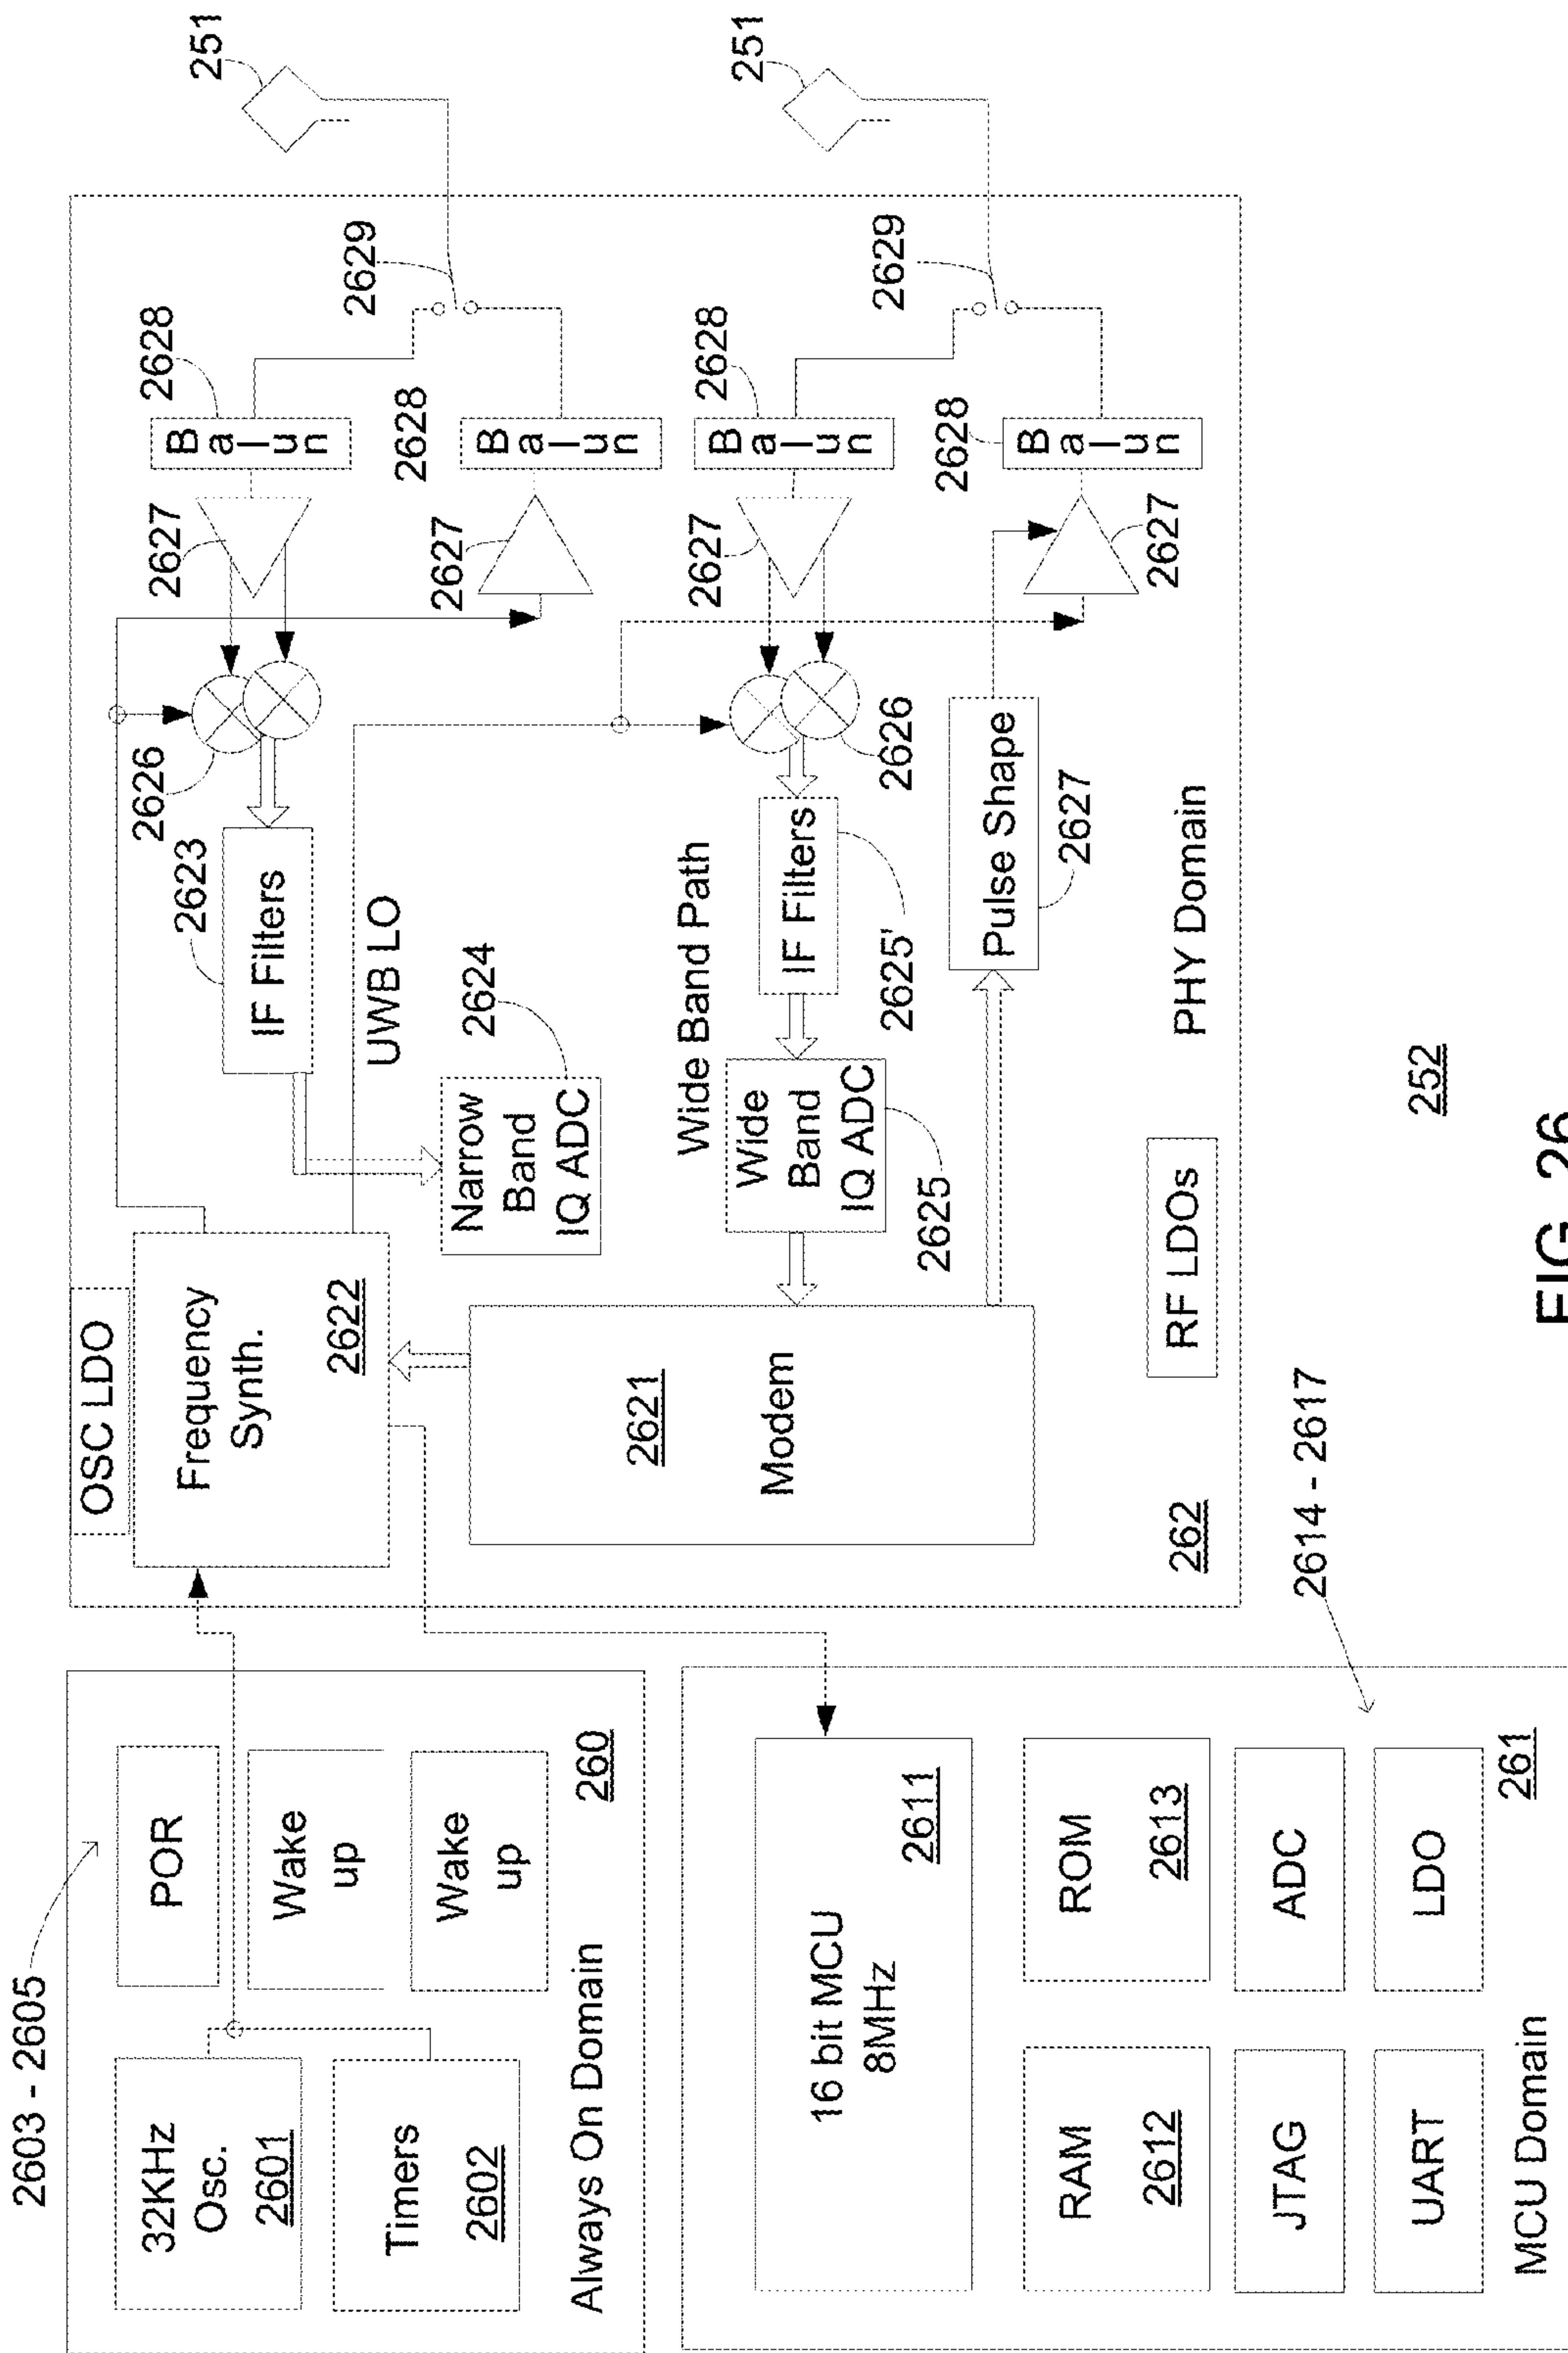 2603 - 2605
32KHz
Osc.
2601
Timers
2602
POR
Wake
up
Wake
up
Always On Domain
260
16 bit MCU
8MHz
2611
RAM
2612
ROM
2613
JTAG
ADC
UART
LDO
MCU Domain
261
2614 - 2617
OSC LDO
Frequency
Synth.
2622
2621
Modem
262
RF LDOs
PHY Domain
IF Filters
2623
UWB LO
Narrow
Band
IQ ADC
2624
Wide Band Path
Wide
Band
IQ ADC
2625
IF Filters
2625'
Pulse Shape
2627
2626
2626
2627
2627
2627
2627
Balun
2628
Balun
2628
Balun
2628
Balun
2628
2629
2629
251
251
252
FIG. 26